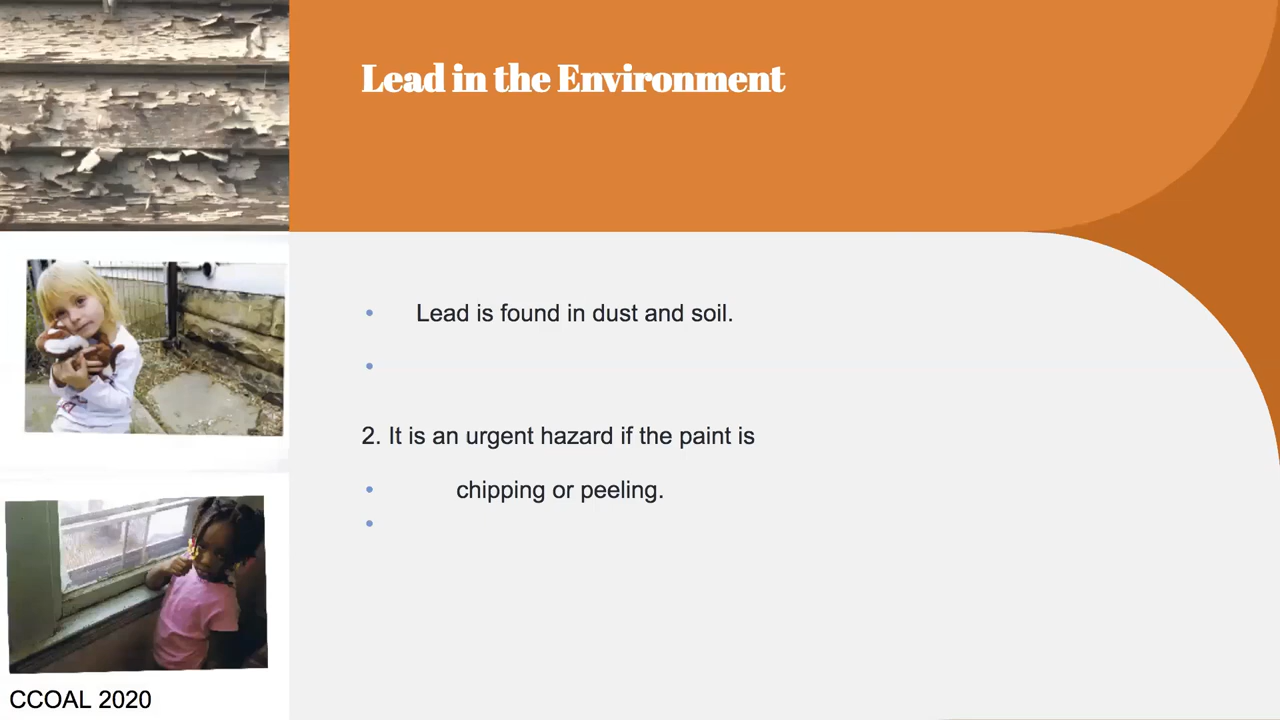 Lead in the Environment
• Lead is found in dust and soil.
•
2. It is an urgent hazard if the paint is
• chipping or peeling.
•
CCOAL 2020